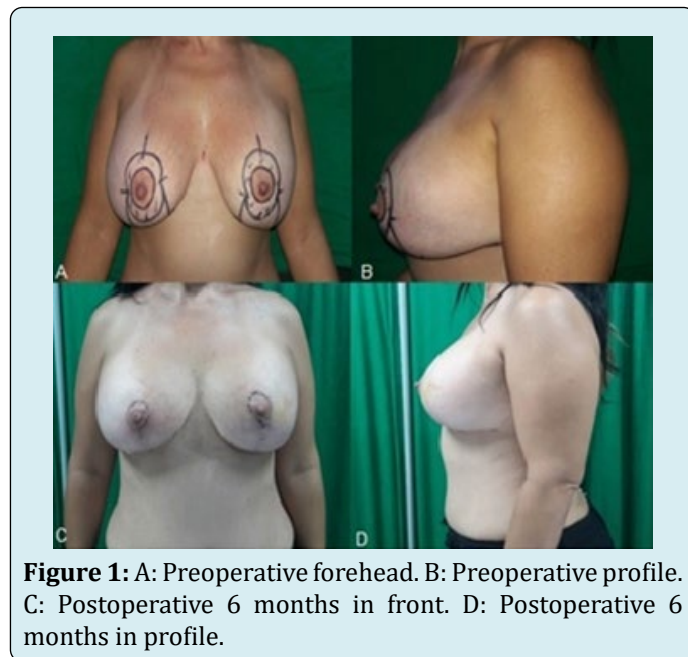 A
B
C
D
Figure 1: A: Preoperative forehead. B: Preoperative profile.
C: Postoperative 6 months in front. D: Postoperative 6
months in profile.